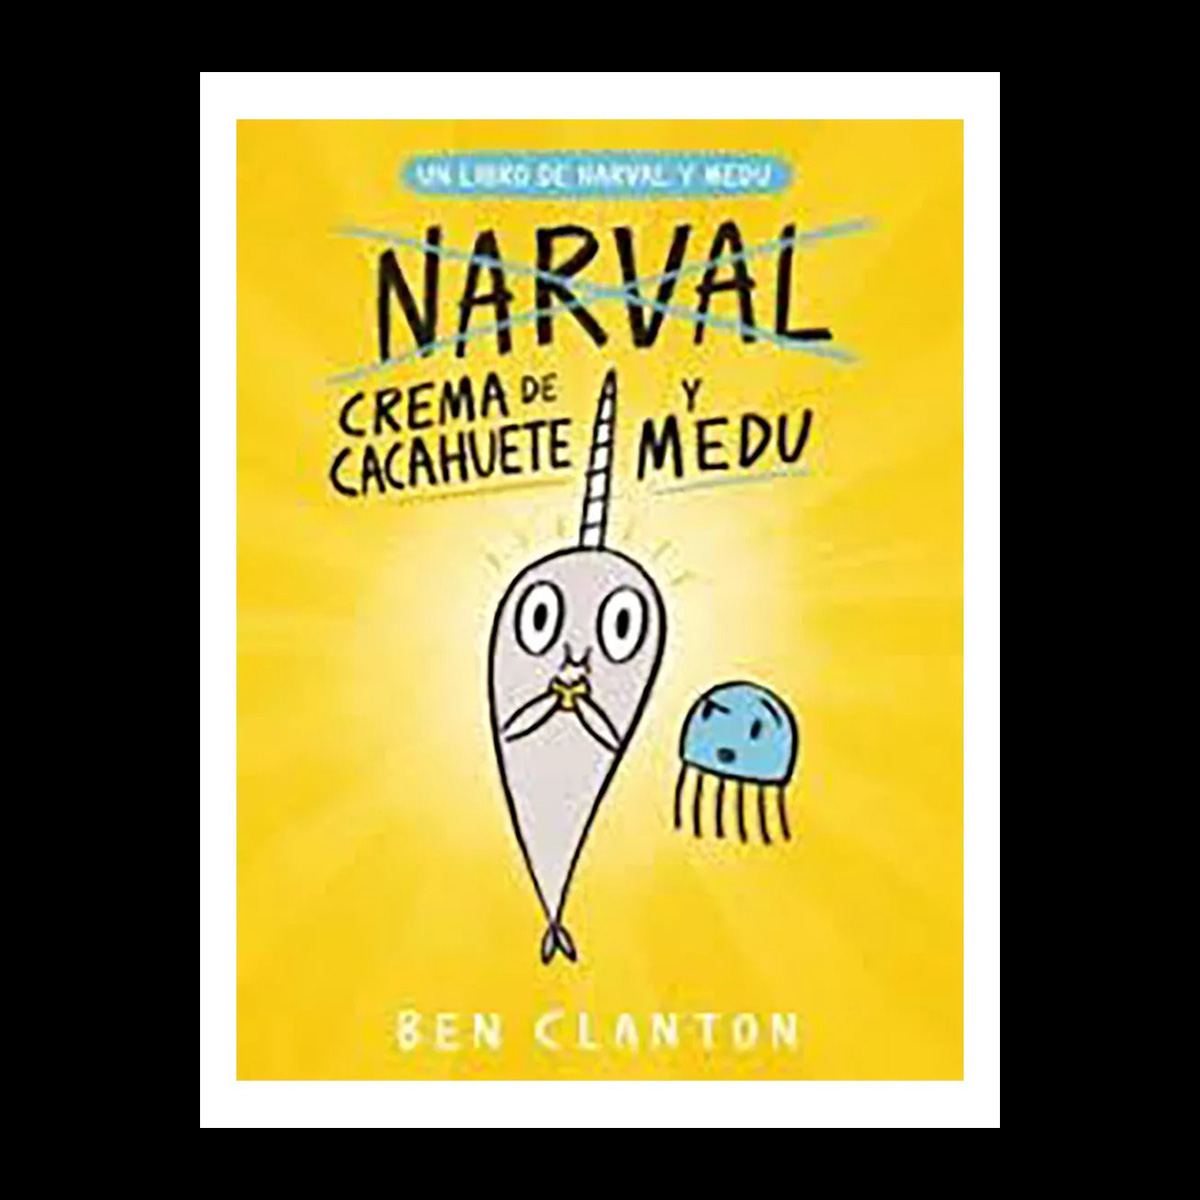 UN LIBRO DE NARVAL Y MEDU
NARVAL
CREMA DE
CACAHUETE
Y
MEDU
BEN CLANTON